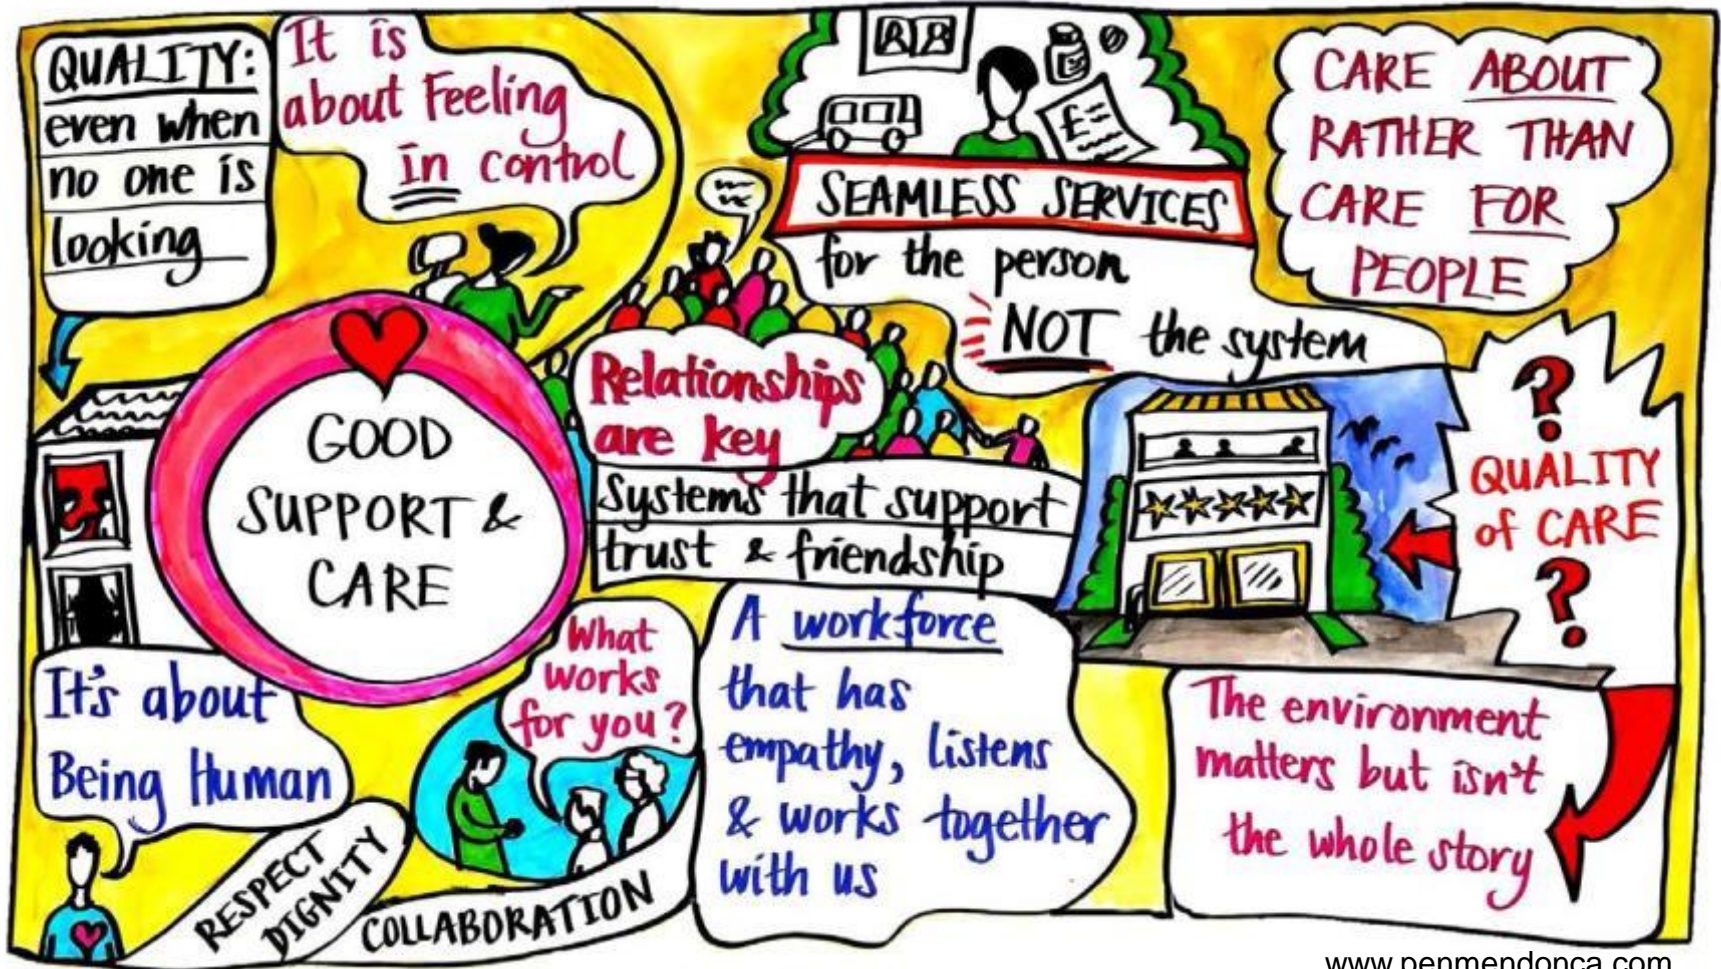 QUALITY:
even when
no one is
looking
It is
about Feeling
in control
£
SEAMLESS SERVICES
for the person
NOT the system
CARE ABOUT
RATHER THAN
CARE FOR
PEOPLE
GOOD
SUPPORT &
CARE
Relationships
are key
Systems that support
trust & friendship
?
QUALITY
of CARE
?
It's about
Being Human
What
works
for you?
A workforce
that has
empathy, listens
& works together
with us
The environment
matters but isn't
the whole story
RESPECT
DIGNITY
COLLABORATION
www.penmendonca.com